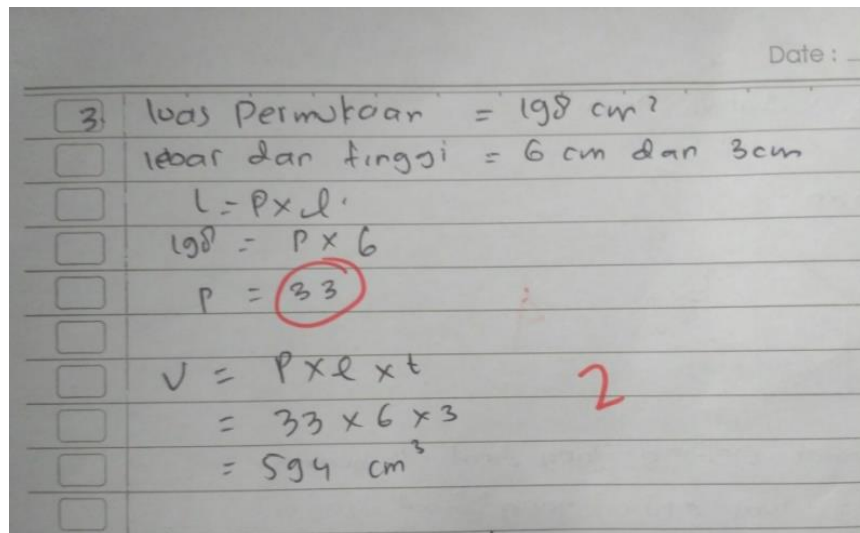 Date :
3. luas permukaan = 198 cm²
lebar dan tinggi = 6 cm dan 3cm
l = P x l.
198 = P x 6
P = 33
V = P x l x t
2
= 33 x 6 x 3
= 594 cm³